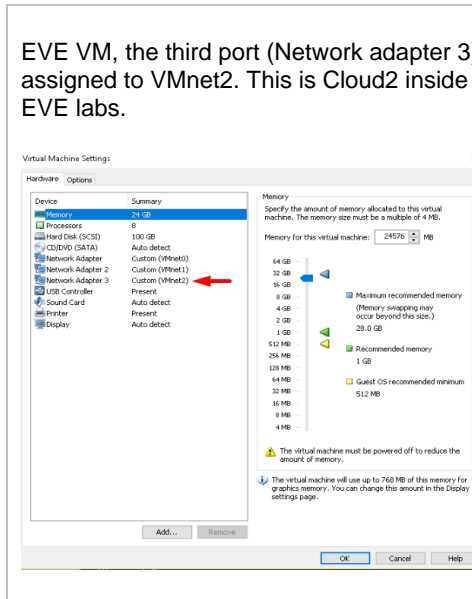 EVE VM, the third port (Network adapter 3)
assigned to VMnet2. This is Cloud2 inside
EVE labs.
Virtual Machine Settings
Hardware Options
Device Summary
Memory 24 GB
Processors 8
Hard Disk (SCSI) 100 GB
CD/DVD (SATA) Auto detect
Network Adapter Custom (VMnet0)
Network Adapter 2 Custom (VMnet1)
Network Adapter 3 Custom (VMnet2)
USB Controller Present
Sound Card Auto detect
Printer Present
Display Auto detect
Add... Remove
Memory
Specify the amount of memory allocated to this virtual
machine. The memory size must be a multiple of 4 MB.
Memory for this virtual machine: 24576 MB
64 GB
32 GB
16 GB
8 GB
4 GB
2 GB
1 GB
512 MB
256 MB
128 MB
64 MB
32 MB
16 MB
8 MB
4 MB
Maximum recommended memory
(Memory swapping may
occur beyond this size.)
28.0 GB
Recommended memory
1 GB
Guest OS recommended minimum
512 MB
The virtual machine must be powered off to reduce the
amount of memory.
The virtual machine will use up to 768 MB of this memory for
graphics memory. You can change this amount in the Display
settings page.
OK Cancel Help